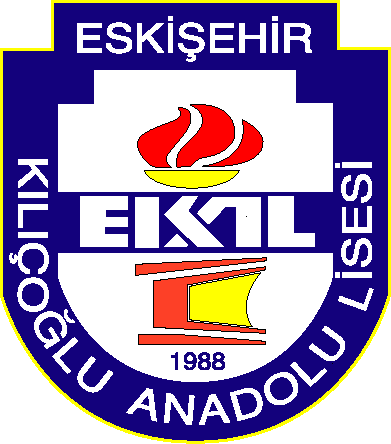 ESKİŞEHİR
KILIÇOĞLU ANADOLU LİSESİ
EKAL
1988